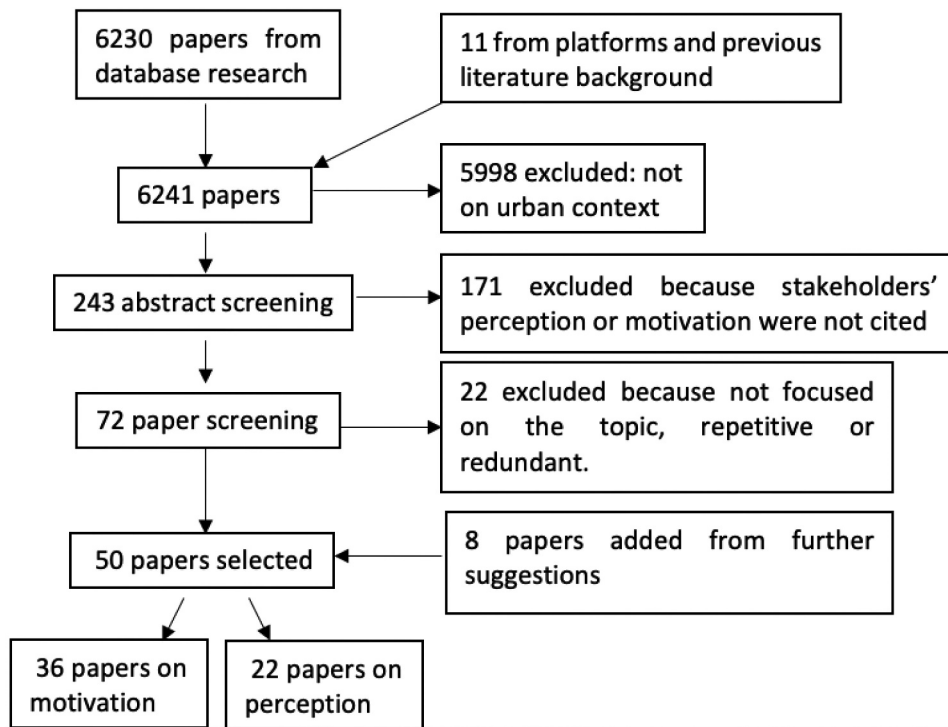 6230 papers from
database research
11 from platforms and previous
literature background
6241 papers
5998 excluded: not
on urban context
243 abstract screening
171 excluded because stakeholders’
perception or motivation were not cited
72 paper screening
22 excluded because not focused
on the topic, repetitive or
redundant.
50 papers selected
8 papers added from further
suggestions
36 papers on
motivation
22 papers on
perception